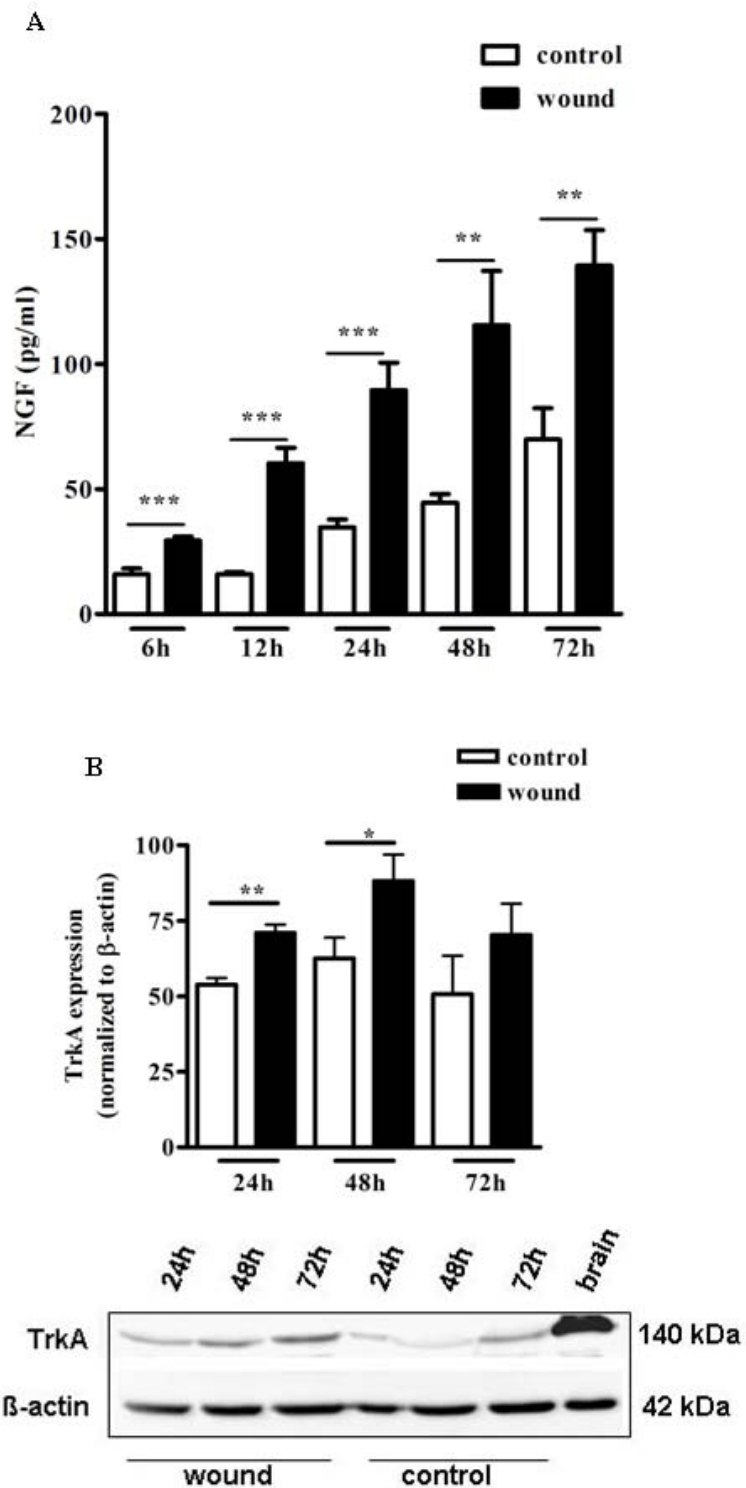 A
control
wound
200
150
100
50
0
NGF (pg/ml)
***
***
***
**
**
6h 12h 24h 48h 72h
B
control
wound
100
75
50
25
0
TrkA expression
(normalized to β-actin)
**
*
24h 48h 72h
24h 48h 72h 24h 48h 72h brain
TrkA 140 kDa
ß-actin 42 kDa
wound control